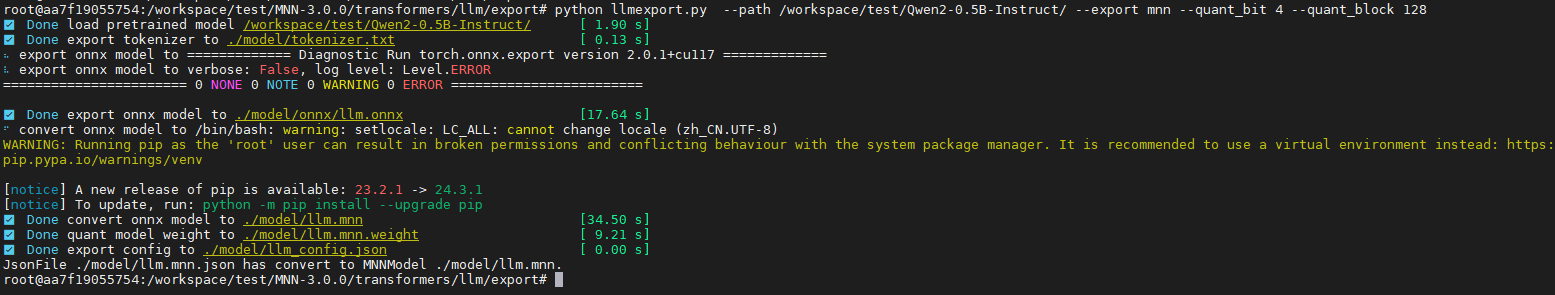 root@aa7f19055754:/workspace/test/MNN-3.0.0/transformers/llm/export# python llmexport.py  --path /workspace/test/Qwen2-0.5B-Instruct/ --export mnn --quant_bit 4 --quant_block 128
Done load pretrained model /workspace/test/Qwen2-0.5B-Instruct/ [ 1.90 s]
Done export tokenizer to ./model/tokenizer.txt [ 0.13 s]
export onnx model to ============= Diagnostic Run torch.onnx.export version 2.0.1+cu117 =============
export onnx model to verbose: False, log level: Level.ERROR
======================= 0 NONE 0 NOTE 0 WARNING 0 ERROR ========================
Done export onnx model to ./model/onnx/llm.onnx [17.64 s]
convert onnx model to /bin/bash: warning: setlocale: LC_ALL: cannot change locale (zh_CN.UTF-8)
WARNING: Running pip as the 'root' user can result in broken permissions and conflicting behaviour with the system package manager. It is recommended to use a virtual environment instead: https:
pip.pypa.io/warnings/venv
[notice] A new release of pip is available: 23.2.1 -> 24.3.1
[notice] To update, run: python -m pip install --upgrade pip
Done convert onnx model to ./model/llm.mnn [34.50 s]
Done quant model weight to ./model/llm.mnn.weight [ 9.21 s]
Done export config to ./model/llm_config.json [ 0.00 s]
JsonFile ./model/llm.mnn.json has convert to MNNModel ./model/llm.mnn.
root@aa7f19055754:/workspace/test/MNN-3.0.0/transformers/llm/export#